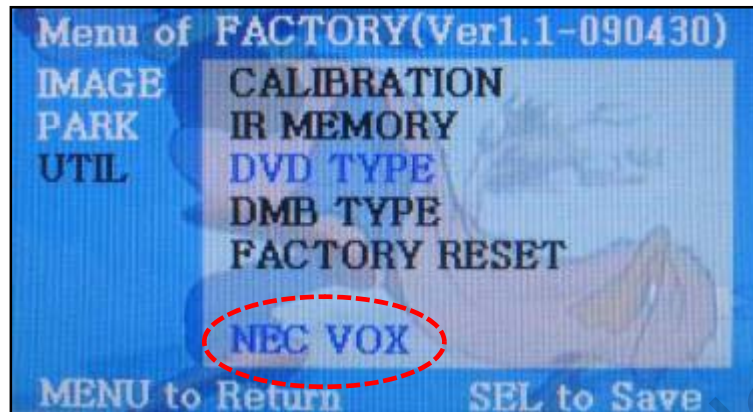 Menu of FACTORY(Ver1.1-090430)
IMAGE
PARK
UTIL
CALIBRATION
IR MEMORY
DVD TYPE
DMB TYPE
FACTORY RESET
NEC VOX
MENU to Return SEL to Save